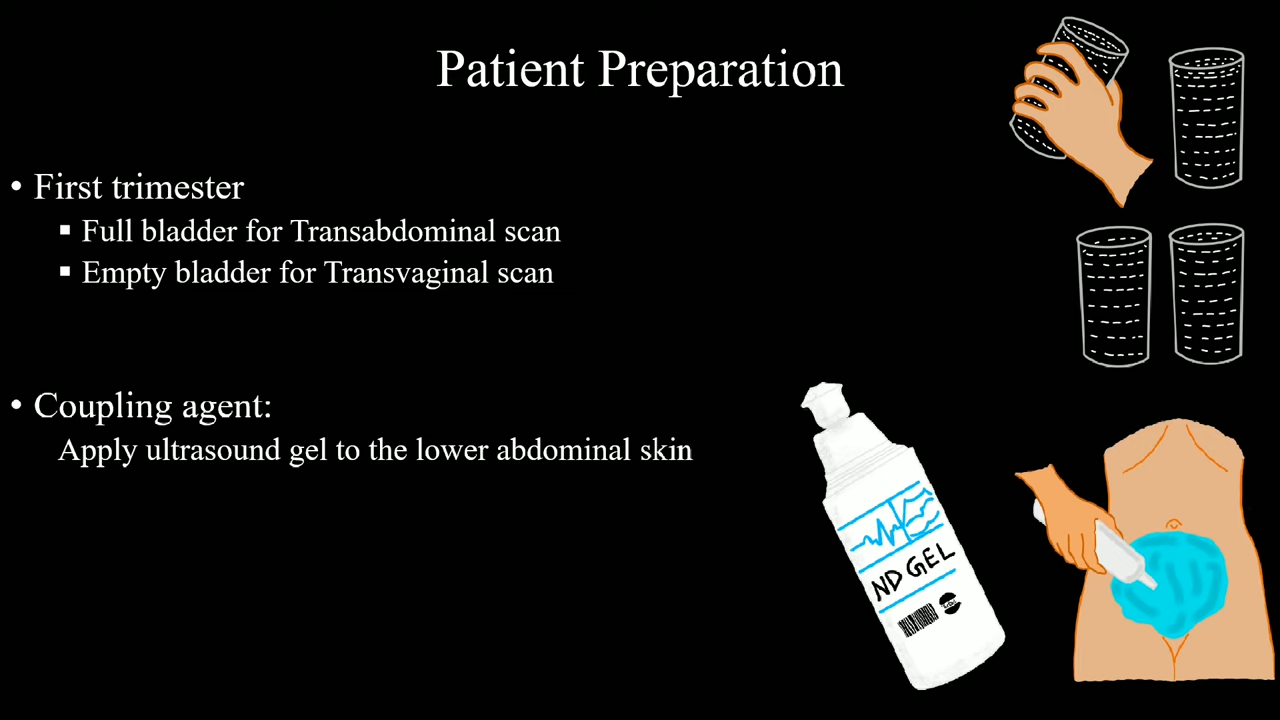 Patient Preparation
• First trimester
▪ Full bladder for Transabdominal scan
▪ Empty bladder for Transvaginal scan
• Coupling agent:
Apply ultrasound gel to the lower abdominal skin
ND GEL